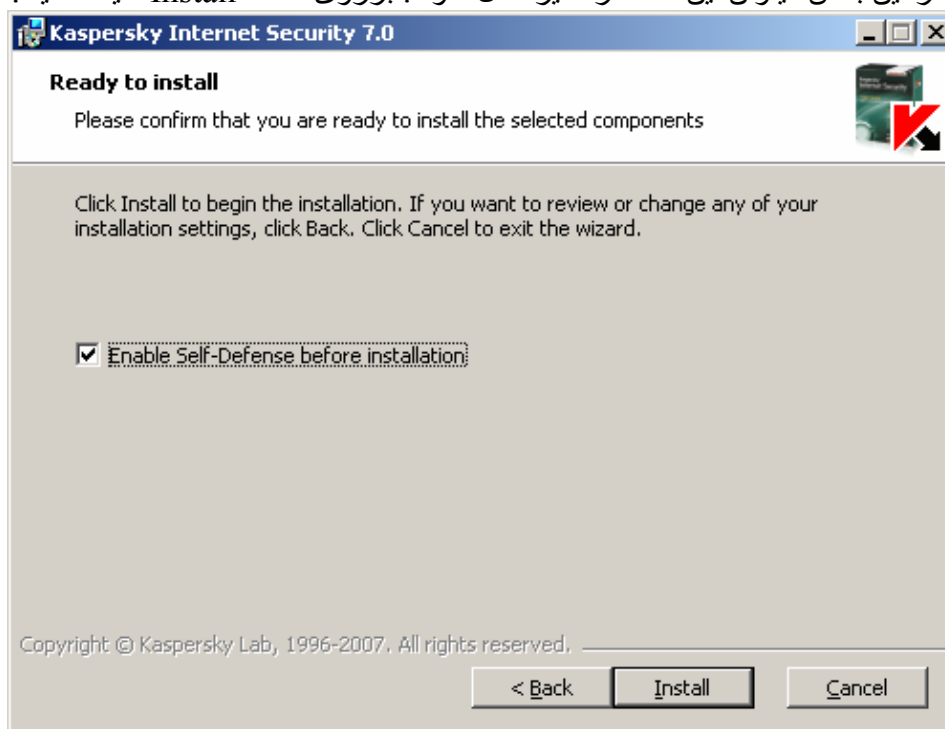 Install
Kaspersky Internet Security 7.0
Ready to install
Please confirm that you are ready to install the selected components
Click Install to begin the installation. If you want to review or change any of your
installation settings, click Back. Click Cancel to exit the wizard.
Enable Self-Defense before installation
Copyright © Kaspersky Lab, 1996-2007. All rights reserved.
< Back Install Cancel